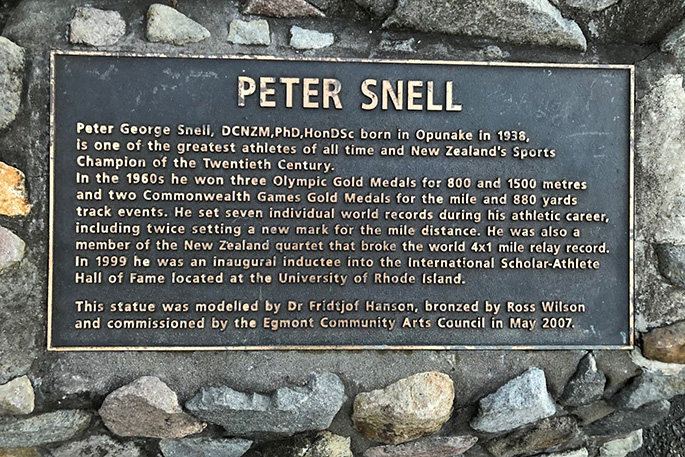 PETER SNELL
Peter George Snell, DCNZM,PhD,HonDSc born in Opunake in 1938,
is one of the greatest athletes of all time and New Zealand's Sports
Champion of the Twentieth Century.
In the 1960s he won three Olympic Gold Medals for 800 and 1500 metres
and two Commonwealth Games Gold Medals for the mile and 880 yards
track events. He set seven individual world records during his athletic career,
including twice setting a new mark for the mile distance. He was also a
member of the New Zealand quartet that broke the world 4x1 mile relay record.
In 1999 he was an inaugural inductee into the International Scholar-Athlete
Hall of Fame located at the University of Rhode Island.
This statue was modelled by Dr Fridtjof Hanson, bronzed by Ross Wilson
and commissioned by the Egmont Community Arts Council in May 2007.